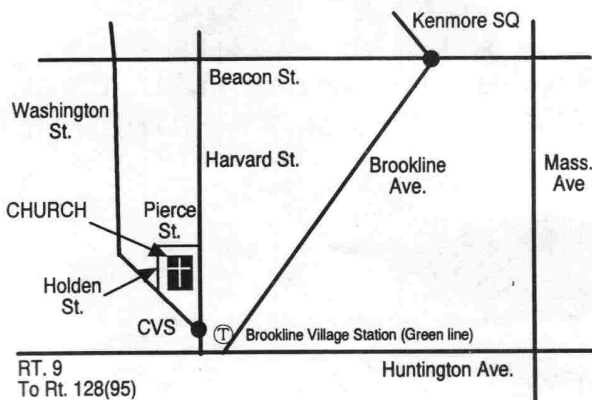 Kenmore SQ
Beacon St.
Washington
St.
Harvard St.
Brookline
Ave.
Mass.
Ave
CHURCH
Pierce
St.
Holden
St.
CVS
T
Brookline Village Station (Green line)
RT. 9
To Rt. 128(95)
Huntington Ave.